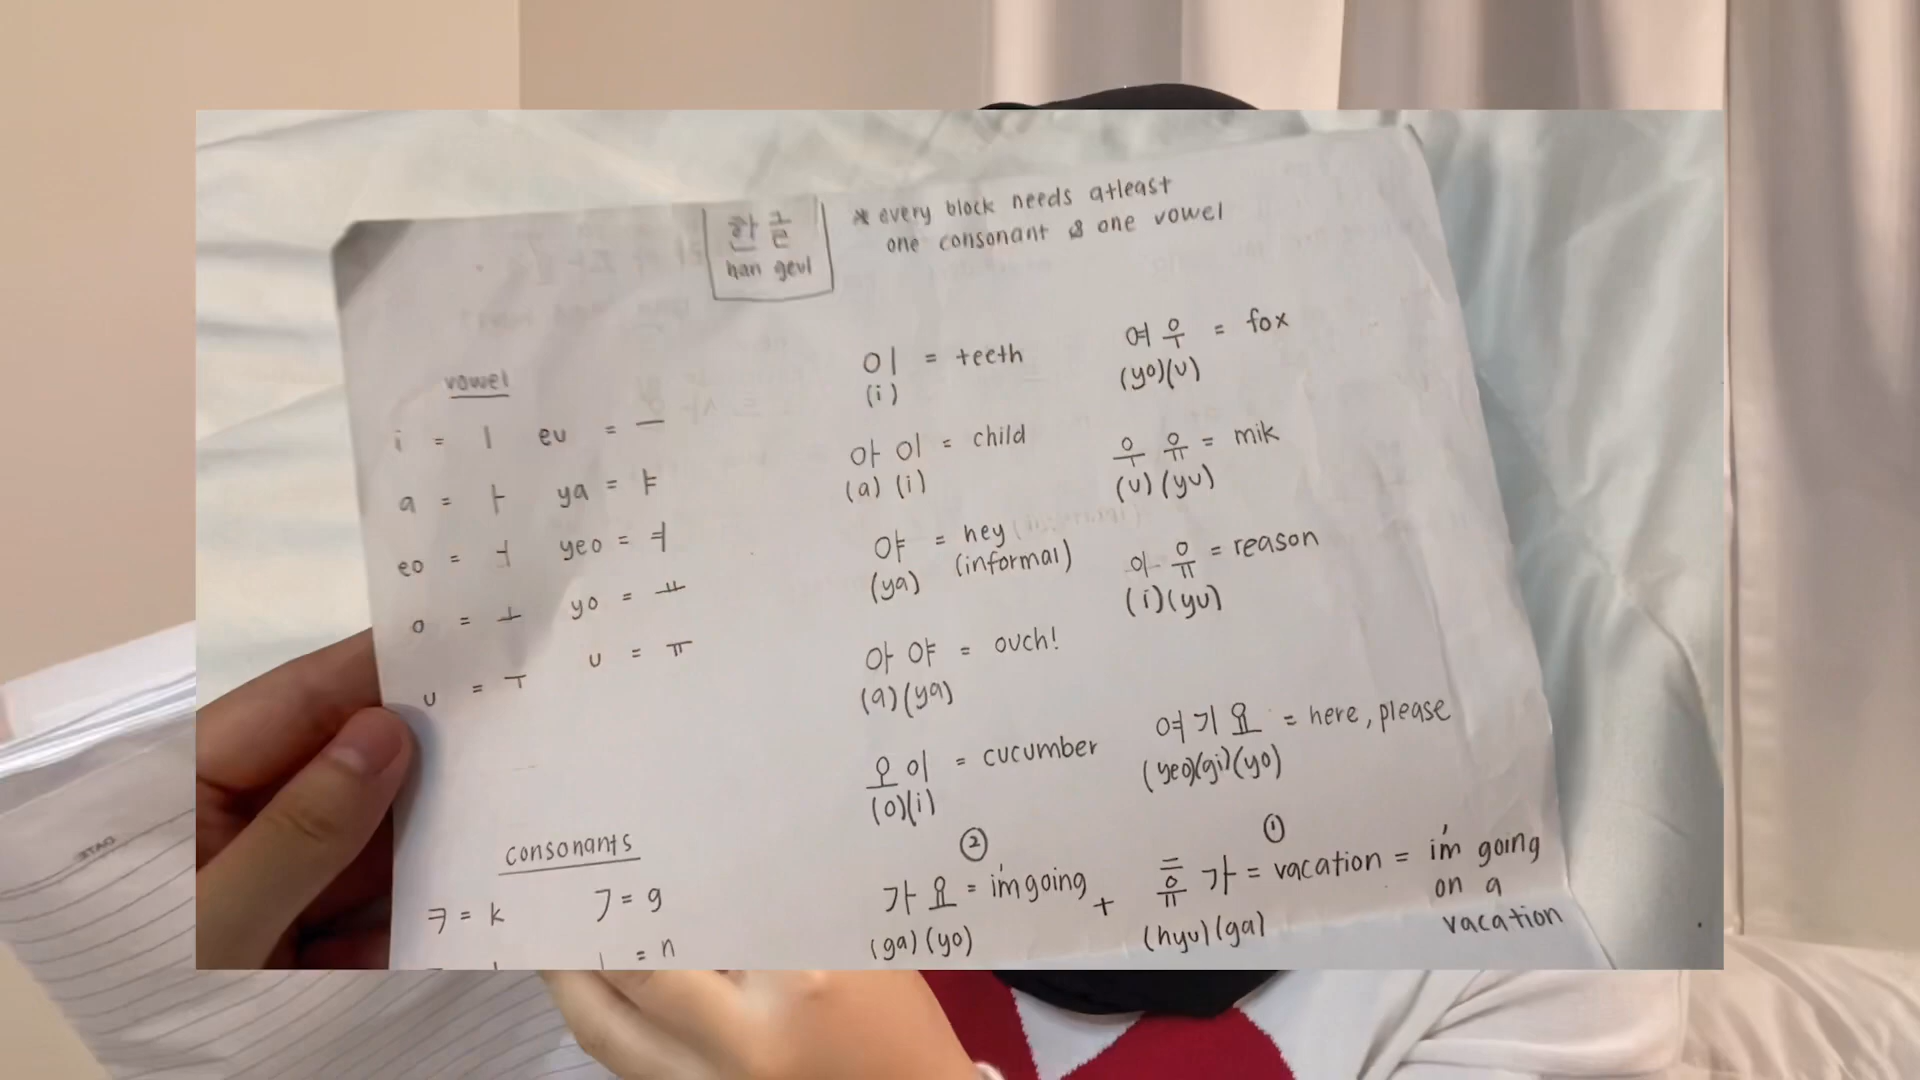 한글
han geul
* every block needs atleast
one consonant & one vowel
vowel
i = ㅣ eu = ㅡ
a = ㅏ ya = ㅑ
eo = ㅓ yeo = ㅕ
o = ㅗ yo = ㅛ
u = ㅜ u = ㅠ
consonants
ㅋ = k ㄱ = g
= n
이 = teeth
(i)
아이 = child
(a) (i)
야 = hey
(ya) (informal)
아야 = ouch!
(a)(ya)
오이 = cucumber
(o)(i)
여우 = fox
(yo)(u)
우유 = mik
(u)(yu)
이유 = reason
(i)(yu)
여기요 = here, please
(yeo)(gi)(yo)
② ①
가요 = i'm going + 휴가 = vacation = i'm going
on a
vacation
(ga)(yo) (hyu)(ga)
DATE